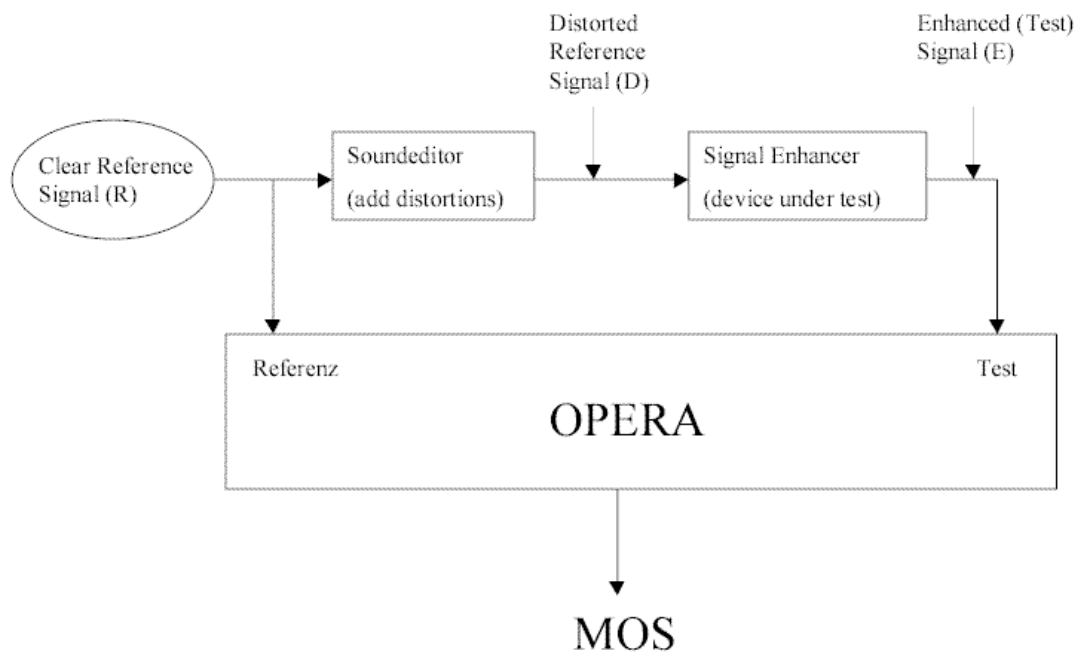 Distorted
Reference
Signal (D)
Enhanced (Test)
Signal (E)
Clear Reference
Signal (R)
Soundeditor
(add distortions)
Signal Enhancer
(device under test)
Referenz
Test
OPERA
MOS